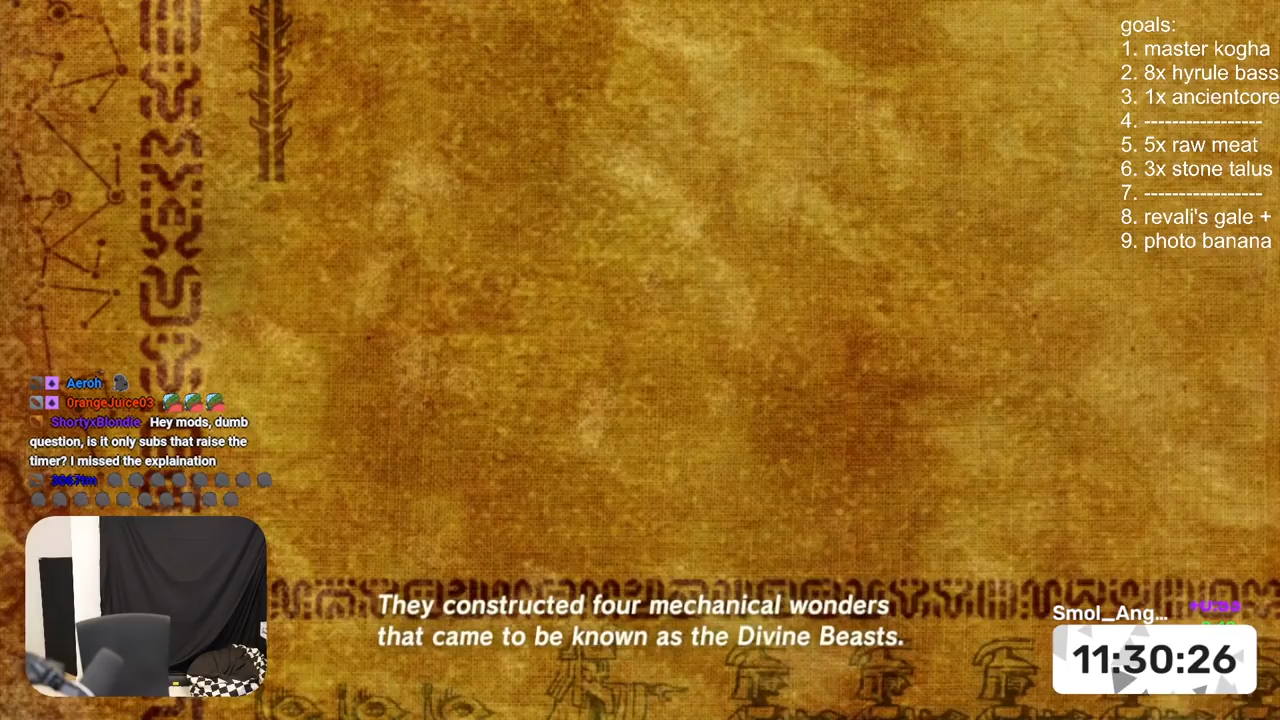 goals:
1. master kogha
2. 8x hyrule bass
3. 1x ancientcore
4. -----------------
5. 5x raw meat
6. 3x stone talus
7. -----------------
8. revali's gale +
9. photo banana
Aeroh
0rangeJuice03
ShortyxBlondie Hey mods, dumb
question, is it only subs that raise the
timer? I missed the explaination
They constructed four mechanical wonders
that came to be known as the Divine Beasts.
Smol_Ang...
11:30:26